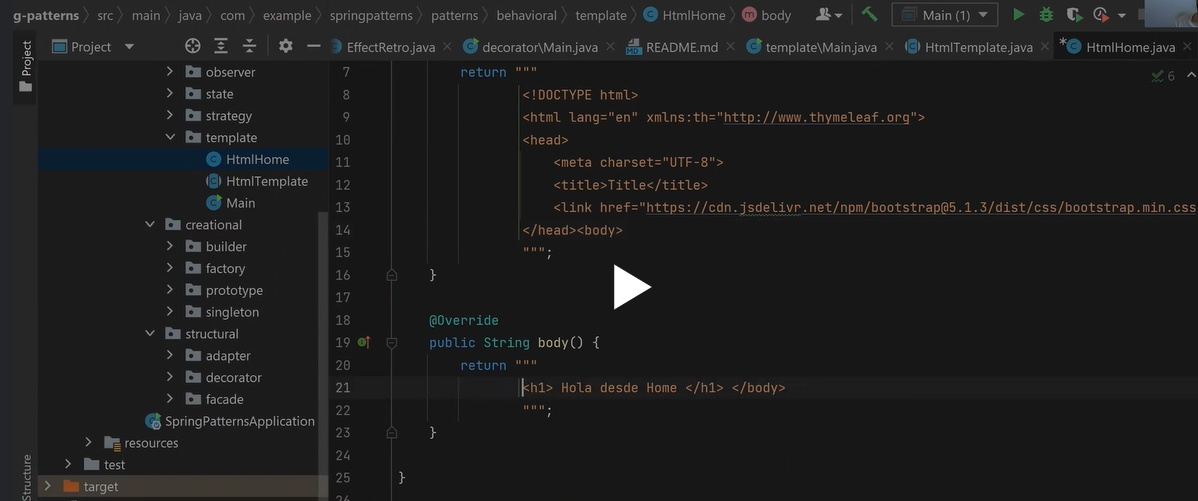 g-patterns src main java com example springpatterns patterns behavioral template HtmlHome body Main (1)
Project EffectRetro.java decorator\Main.java README.md template\Main.java HtmlTemplate.java *HtmlHome.java
Project
Structure
observer
state
strategy
template
HtmlHome
HtmlTemplate
Main
creational
builder
factory
prototype
singleton
structural
adapter
decorator
facade
SpringPatternsApplication
resources
test
target
6
7 return """
8 <!DOCTYPE html>
9 <html lang="en" xmlns:th="http://www.thymeleaf.org">
10 <head>
11 <meta charset="UTF-8">
12 <title>Title</title>
13 <link href="https://cdn.jsdelivr.net/npm/bootstrap@5.1.3/dist/css/bootstrap.min.css
14 </head><body>
15 """;
16 }
17
18 @Override
19 public String body() {
20 return """
21 <h1> Hola desde Home </h1> </body>
22 """;
23 }
24
25 }
26